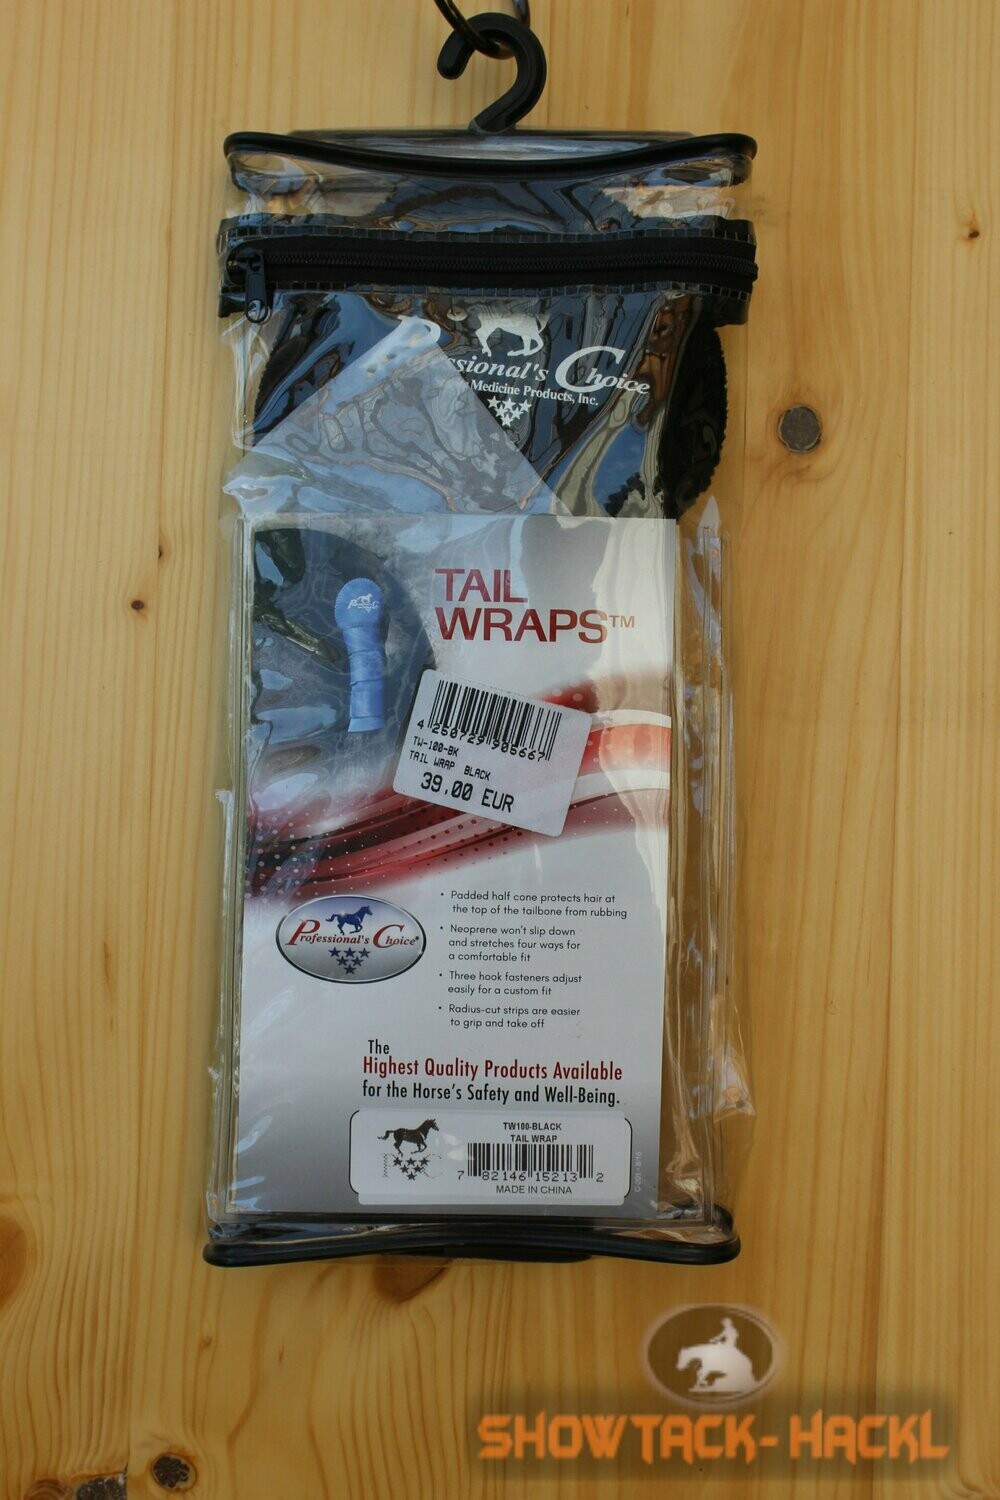 Professional's Choice
Medicine Products, Inc.
TAIL
WRAPS™
4 250729 905667
TW-100-BK
TAIL WRAP BLACK
39,00 EUR
Professional's Choice®
• Padded half cone protects hair at
the top of the tailbone from rubbing
• Neoprene won't slip down
and stretches four ways for
a comfortable fit
• Three hook fasteners adjust
easily for a custom fit
• Radius-cut strips are easier
to grip and take off
The
Highest Quality Products Available
for the Horse's Safety and Well-Being.
TW100-BLACK
TAIL WRAP
7 82146 15213 2
MADE IN CHINA
SHOWTACK-HACKL